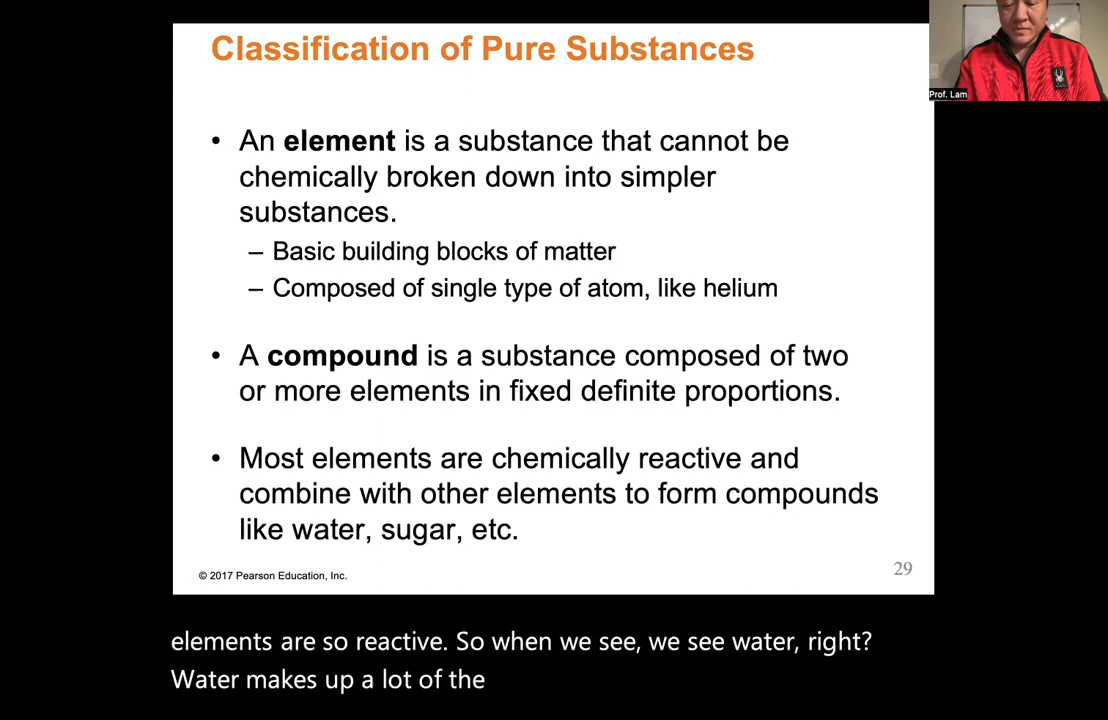 Classification of Pure Substances
Prof. Lam
• An element is a substance that cannot be
chemically broken down into simpler
substances.
– Basic building blocks of matter
– Composed of single type of atom, like helium
• A compound is a substance composed of two
or more elements in fixed definite proportions.
• Most elements are chemically reactive and
combine with other elements to form compounds
like water, sugar, etc.
© 2017 Pearson Education, Inc.
29
elements are so reactive. So when we see, we see water, right?
Water makes up a lot of the